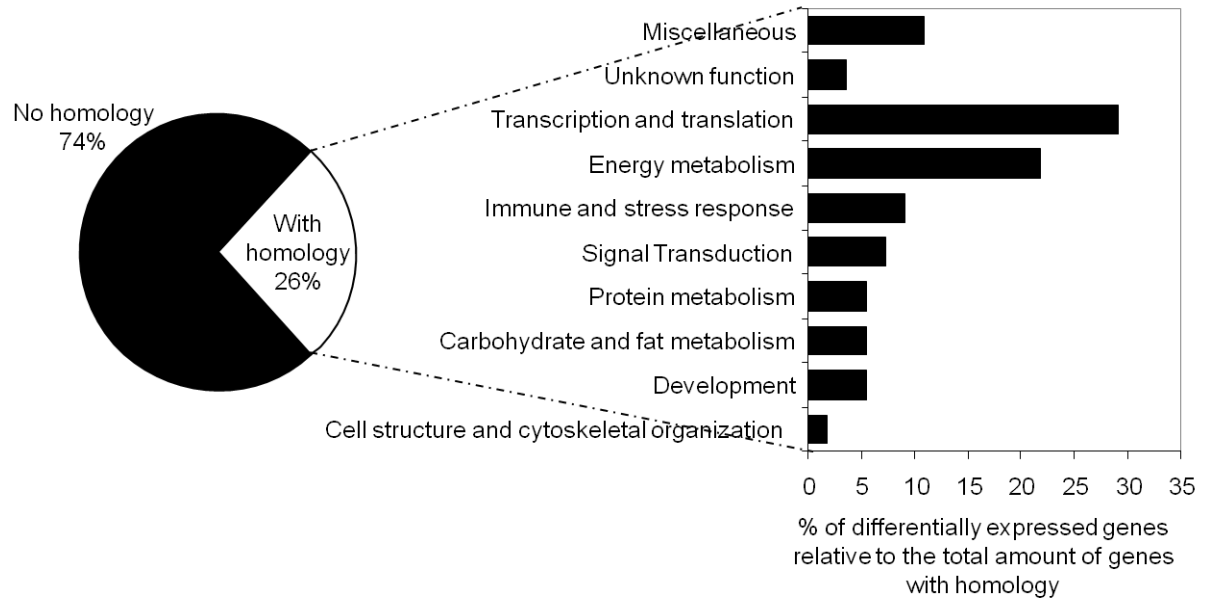 No homology
74%
With
homology
26%
Miscellaneous
Unknown function
Transcription and translation
Energy metabolism
Immune and stress response
Signal Transduction
Protein metabolism
Carbohydrate and fat metabolism
Development
Cell structure and cytoskeletal organization
0 5 10 15 20 25 30 35
% of differentially expressed genes
relative to the total amount of genes
with homology